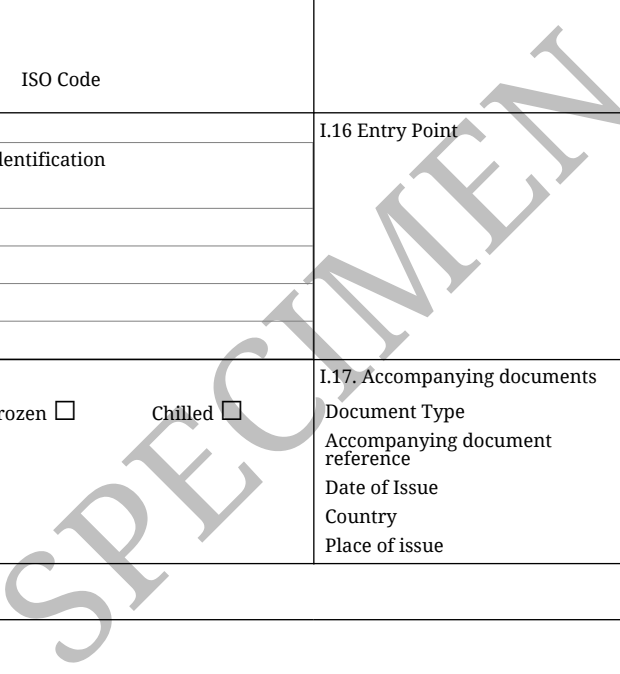 ISO Code
I.16 Entry Point
dentification
I.17. Accompanying documents
rozen ☐ Chilled ☐
Document Type
Accompanying document
reference
Date of Issue
Country
Place of issue
SPECIMEN